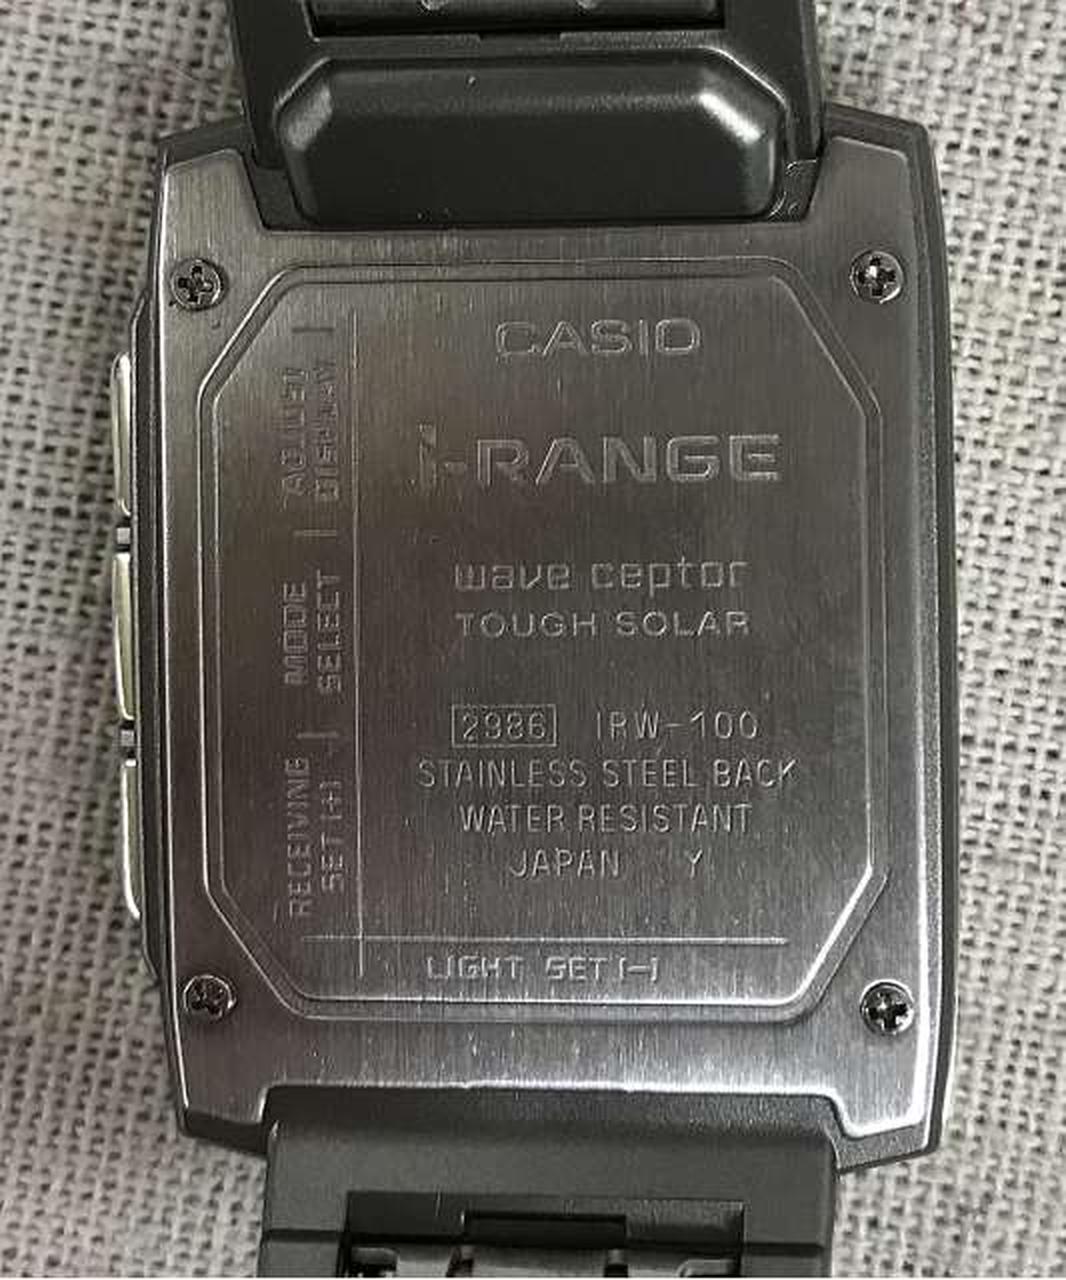 CASIO
i-RANGE
wave ceptor
TOUGH SOLAR
2986 IRW-100
STAINLESS STEEL BACK
WATER RESISTANT
JAPAN Y
RECEIVING MODE ADJUST
SET(+) SELECT DISPLAY
LIGHT SET(-)